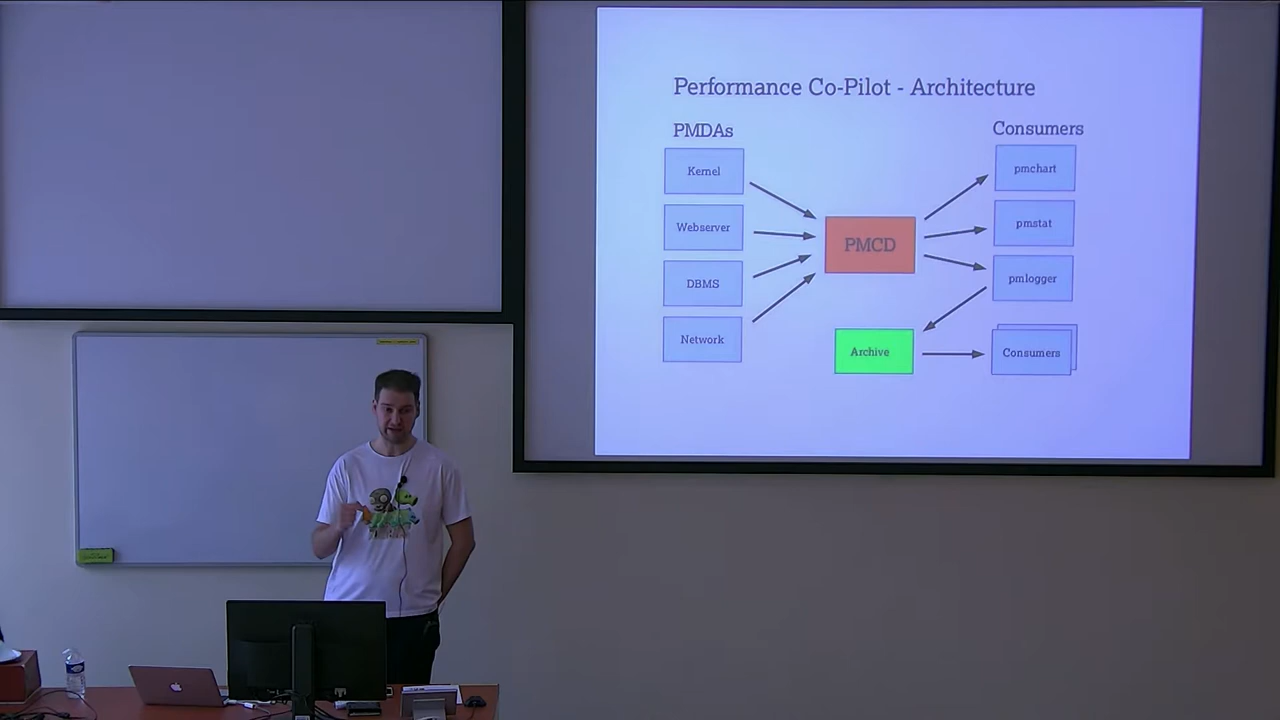 Performance Co-Pilot - Architecture
PMDAs
Kernel
Webserver
DBMS
Network
PMCD
Archive
Consumers
pmchart
pmstat
pmlogger
Consumers